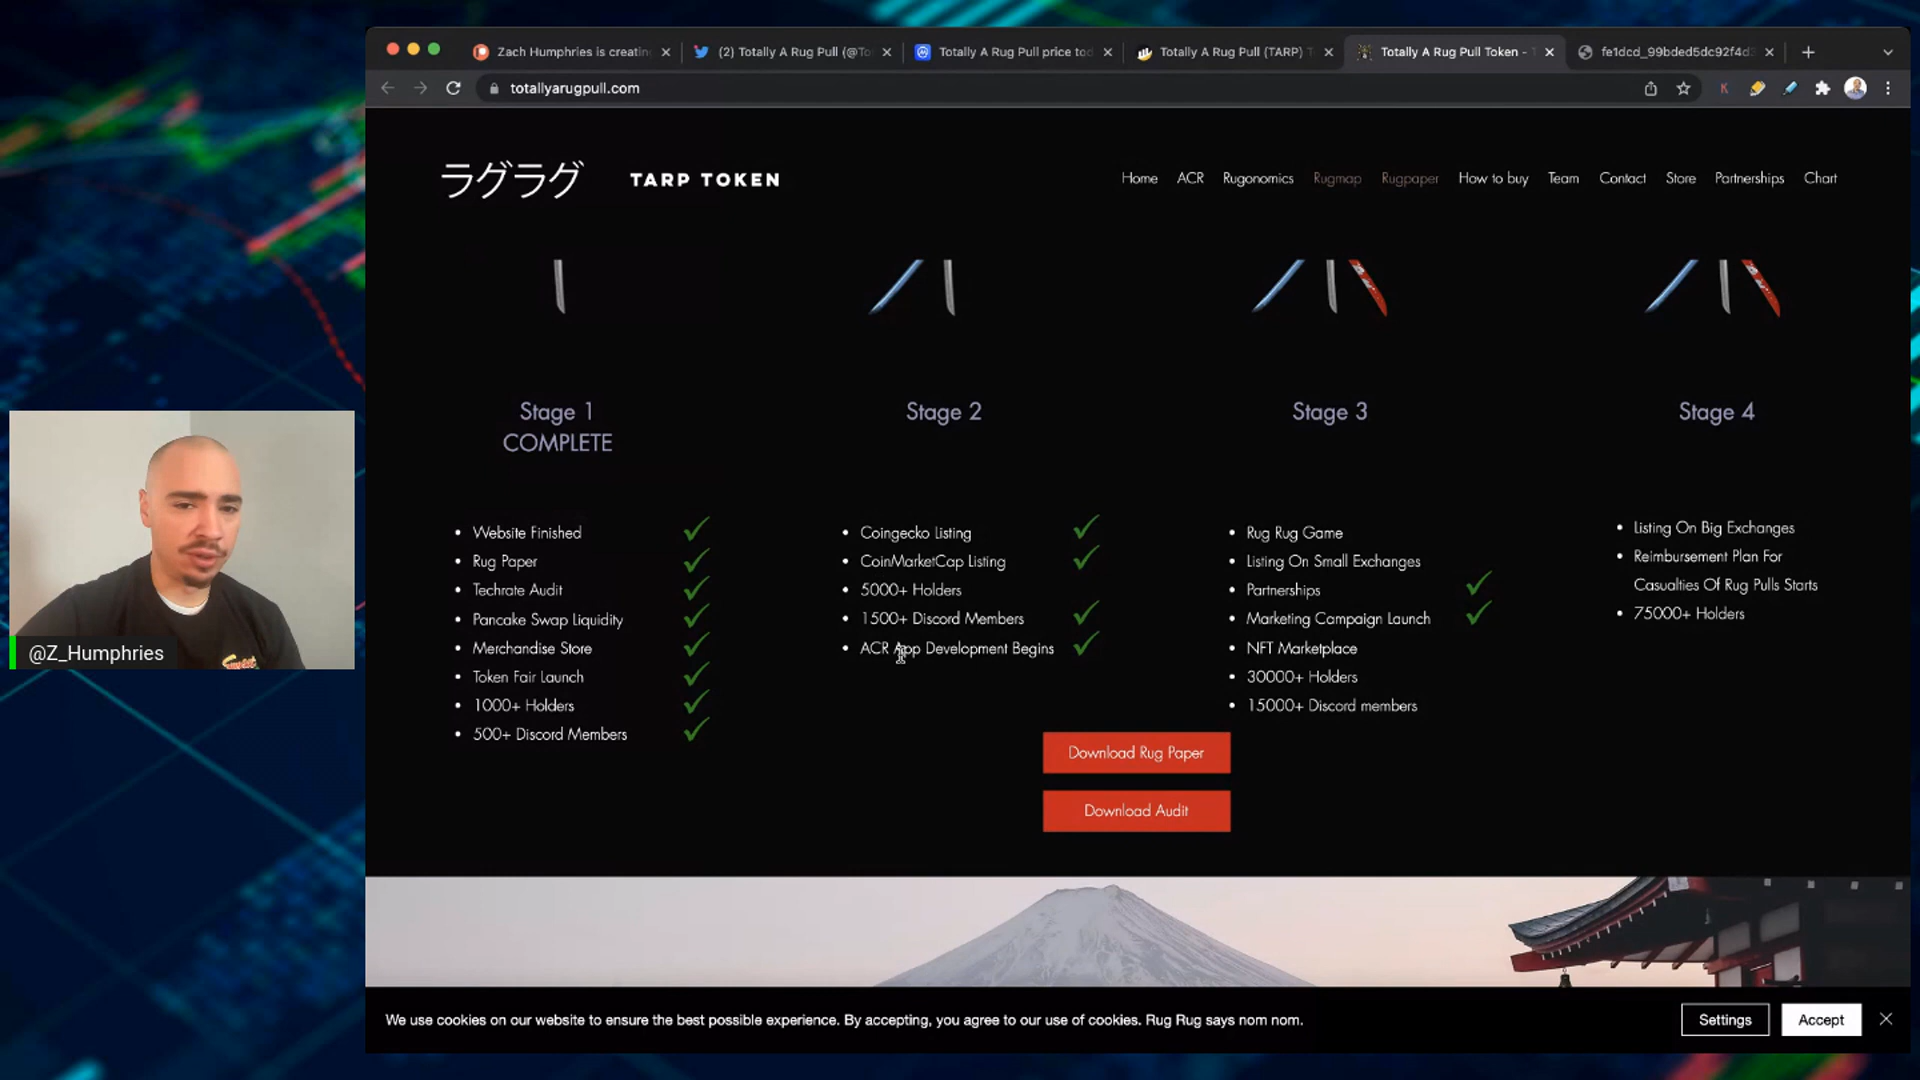 Zach Humphries is creatin
(2) Totally A Rug Pull (@To
Totally A Rug Pull price tod
Totally A Rug Pull (TARP) T
Totally A Rug Pull Token -
fe1dcd_99bded5dc92f4d3
totallyarugpull.com
ラグラグ
TARP TOKEN
Home ACR Rugonomics Rugmap Rugpaper How to buy Team Contact Store Partnerships Chart
Stage 1
COMPLETE
• Website Finished
• Rug Paper
• Techrate Audit
• Pancake Swap Liquidity
• Merchandise Store
• Token Fair Launch
• 1000+ Holders
• 500+ Discord Members
Stage 2
• Coingecko Listing
• CoinMarketCap Listing
• 5000+ Holders
• 1500+ Discord Members
• ACR App Development Begins
Stage 3
• Rug Rug Game
• Listing On Small Exchanges
• Partnerships
• Marketing Campaign Launch
• NFT Marketplace
• 30000+ Holders
• 15000+ Discord members
Stage 4
• Listing On Big Exchanges
• Reimbursement Plan For
Casualties Of Rug Pulls Starts
• 75000+ Holders
Download Rug Paper
Download Audit
@Z_Humphries
We use cookies on our website to ensure the best possible experience. By accepting, you agree to our use of cookies. Rug Rug says nom nom.
Settings
Accept